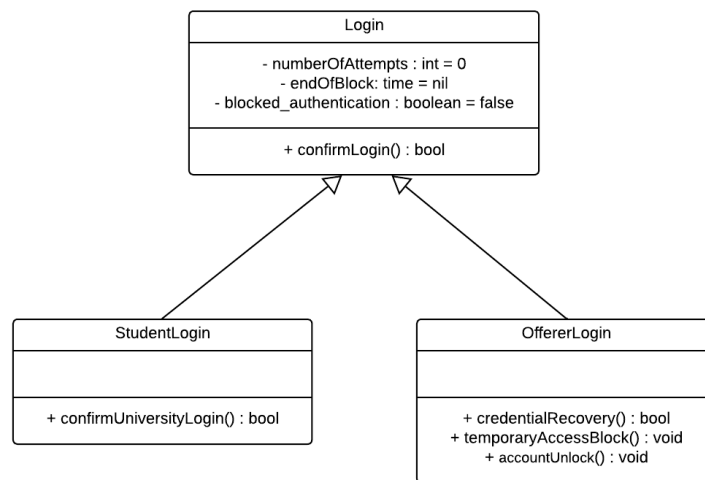 Login
- numberOfAttempts : int = 0
- endOfBlock: time = nil
- blocked_authentication : boolean = false
+ confirmLogin() : bool
StudentLogin
+ confirmUniversityLogin() : bool
OffererLogin
+ credentialRecovery() : bool
+ temporaryAccessBlock() : void
+ accountUnlock() : void